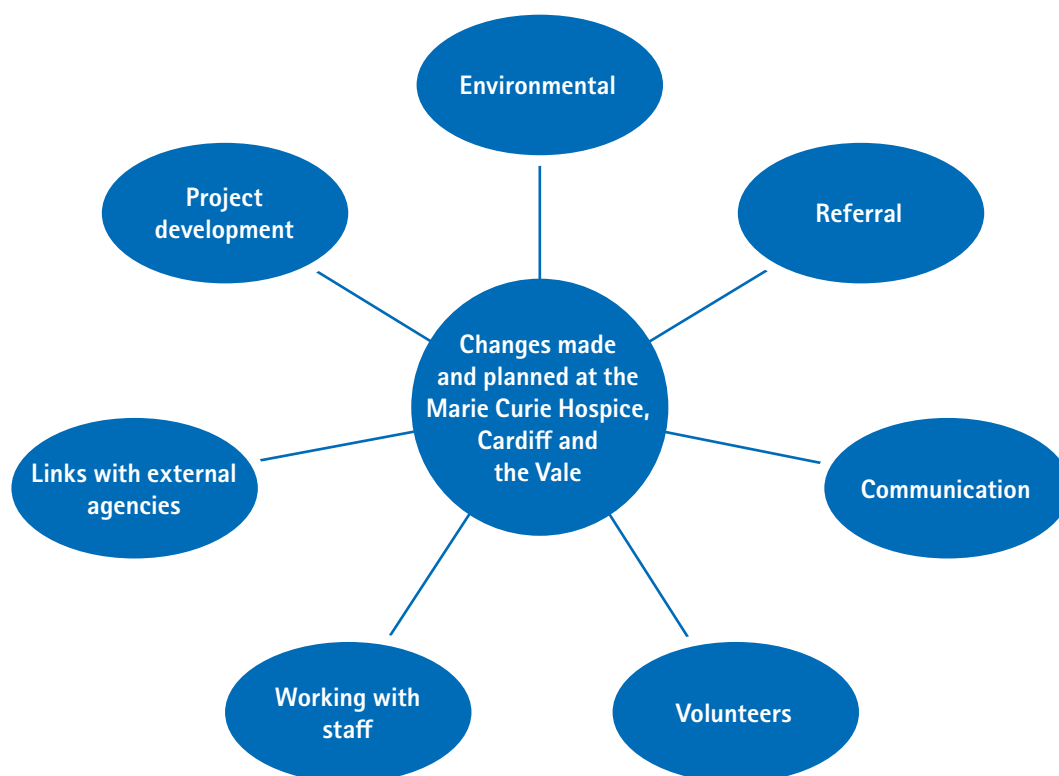 Environmental
Project
development
Referral
Changes made
and planned at the
Marie Curie Hospice,
Cardiff and
the Vale
Links with external
agencies
Communication
Working with
staff
Volunteers